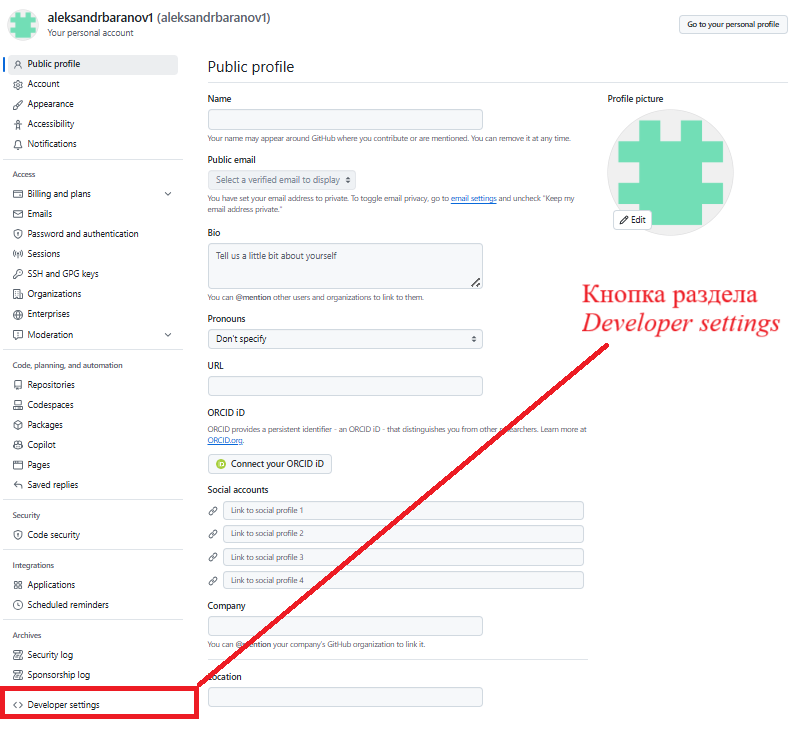 aleksandrbaranov1 (aleksandrbaranov1)
Your personal account
Go to your personal profile
Public profile
Account
Appearance
Accessibility
Notifications
Access
Billing and plans
Emails
Password and authentication
Sessions
SSH and GPG keys
Organizations
Enterprises
Moderation
Code, planning, and automation
Repositories
Codespaces
Packages
Copilot
Pages
Saved replies
Security
Code security
Integrations
Applications
Scheduled reminders
Archives
Security log
Sponsorship log
Developer settings
Public profile
Name
Your name may appear around GitHub where you contribute or are mentioned. You can remove it at any time.
Public email
Select a verified email to display
You have set your email address to private. To toggle email privacy, go to email settings and uncheck "Keep my
email address private."
Bio
Tell us a little bit about yourself
You can @mention other users and organizations to link to them.
Pronouns
Don't specify
URL
ORCID iD
ORCID provides a persistent identifier - an ORCID iD - that distinguishes you from other researchers. Learn more at
ORCID.org.
iD Connect your ORCID iD
Social accounts
Link to social profile 1
Link to social profile 2
Link to social profile 3
Link to social profile 4
Company
You can @mention your company's GitHub organization to link it.
Location
Profile picture
Edit
Кнопка раздела
Developer settings